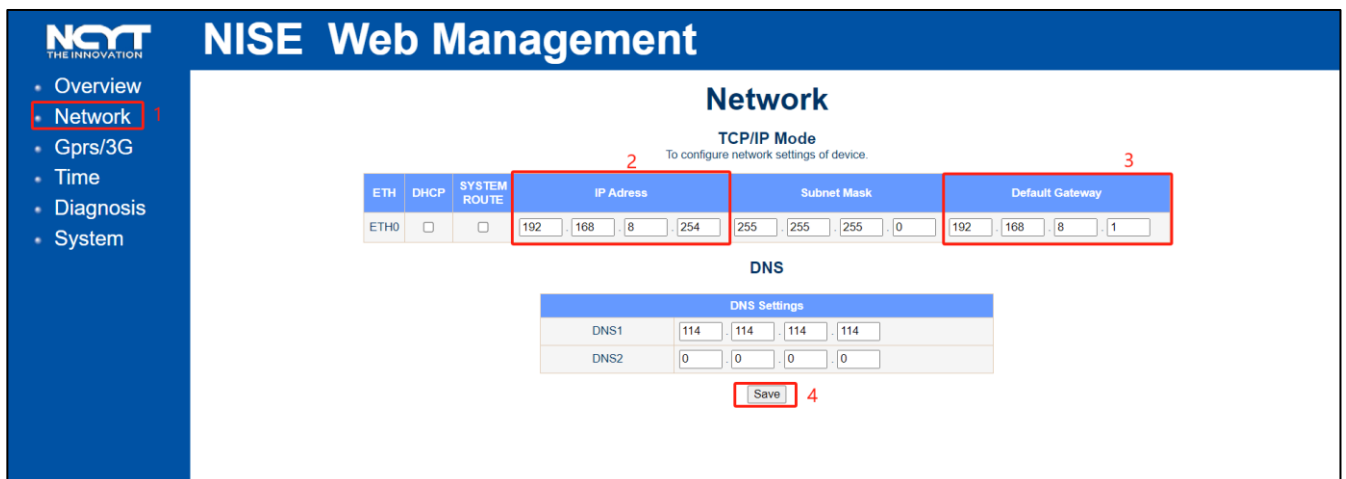 NCYT
THE INNOVATION
NISE Web Management
Overview
Network 1
Gprs/3G
Time
Diagnosis
System
Network
TCP/IP Mode
To configure network settings of device.
2 3
ETH DHCP SYSTEM ROUTE IP Adress Subnet Mask Default Gateway
ETH0 192 . 168 . 8 . 254 255 . 255 . 255 . 0 192 . 168 . 8 . 1
DNS
DNS Settings
DNS1 114 . 114 . 114 . 114
DNS2 0 . 0 . 0 . 0
Save 4